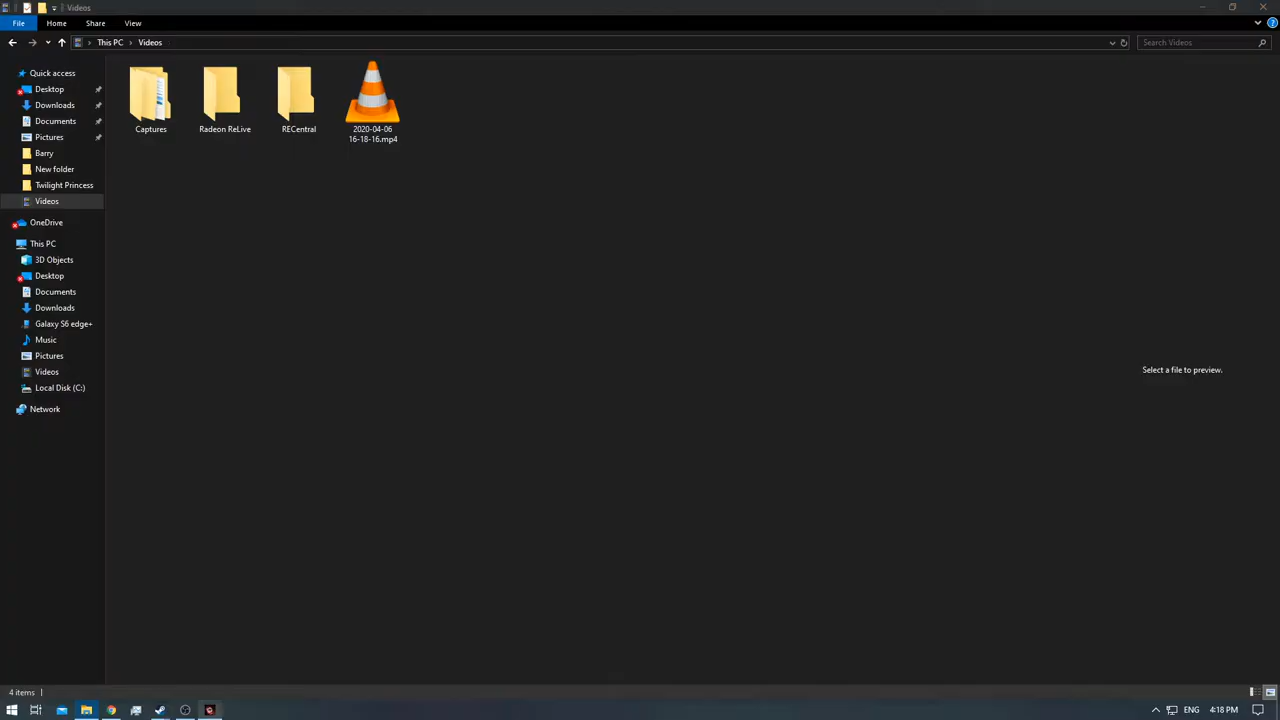 Videos
File Home Share View
This PC Videos
Search Videos
Quick access
Desktop
Downloads
Documents
Pictures
Barry
New folder
Twilight Princess
Videos
OneDrive
This PC
3D Objects
Desktop
Documents
Downloads
Galaxy S6 edge+
Music
Pictures
Videos
Local Disk (C:)
Network
Captures
Radeon ReLive
RECentral
2020-04-06
16-18-16.mp4
Select a file to preview.
4 items
ENG 4:18 PM